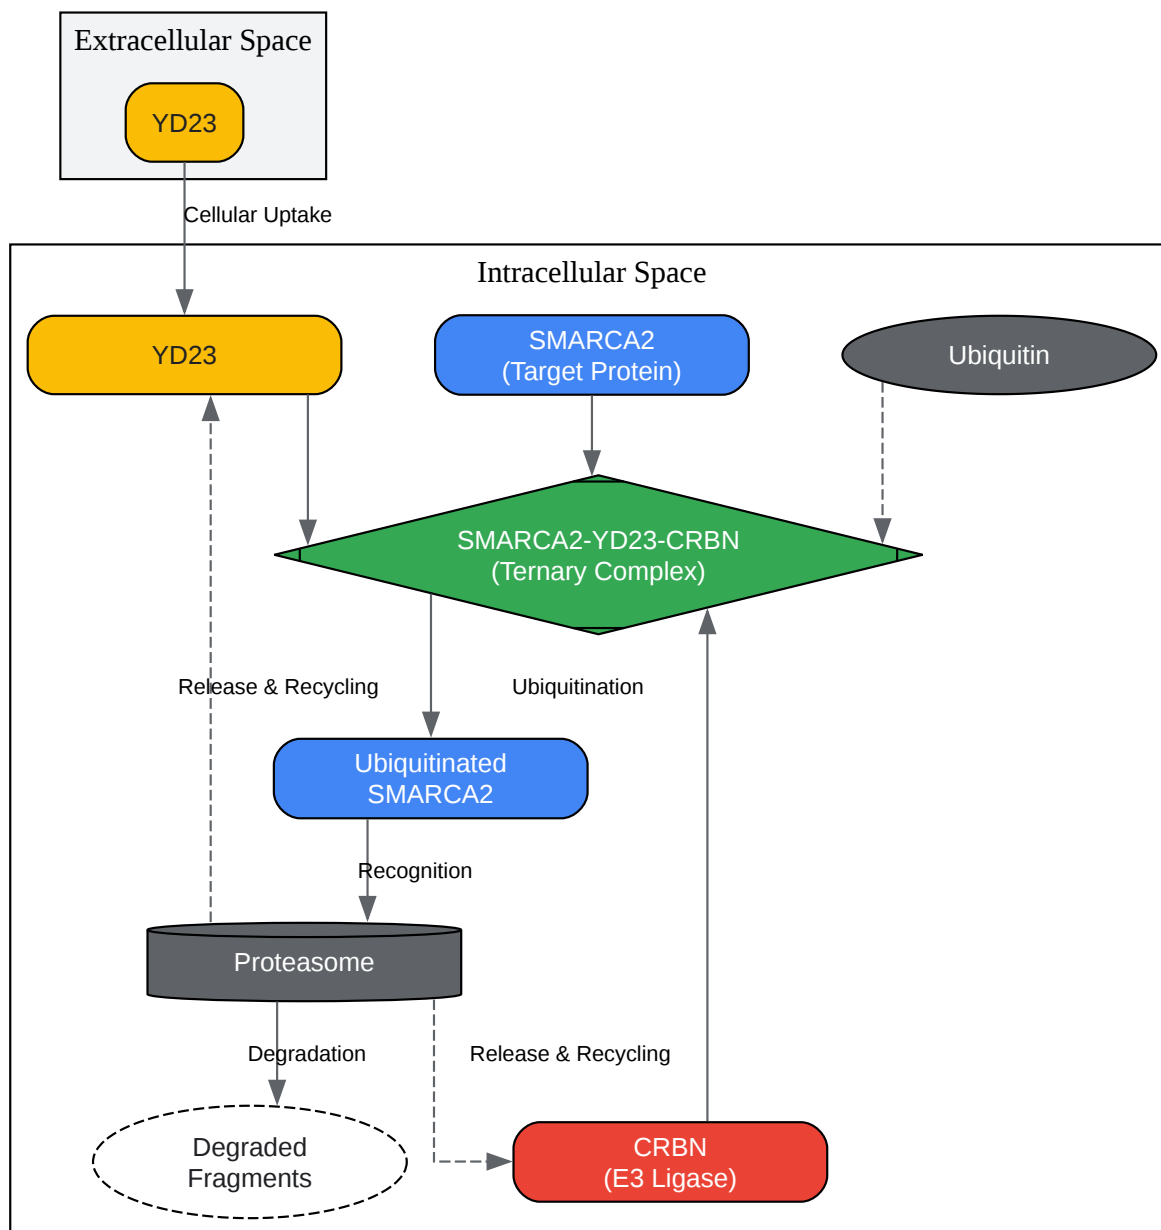 Extracellular Space
YD23
Cellular Uptake
Intracellular Space
YD23
SMARCA2
(Target Protein)
Ubiquitin
SMARCA2-YD23-CRBN
(Ternary Complex)
Release & Recycling
Ubiquitination
Ubiquitinated
SMARCA2
Recognition
Proteasome
Degradation
Release & Recycling
Degraded
Fragments
CRBN
(E3 Ligase)